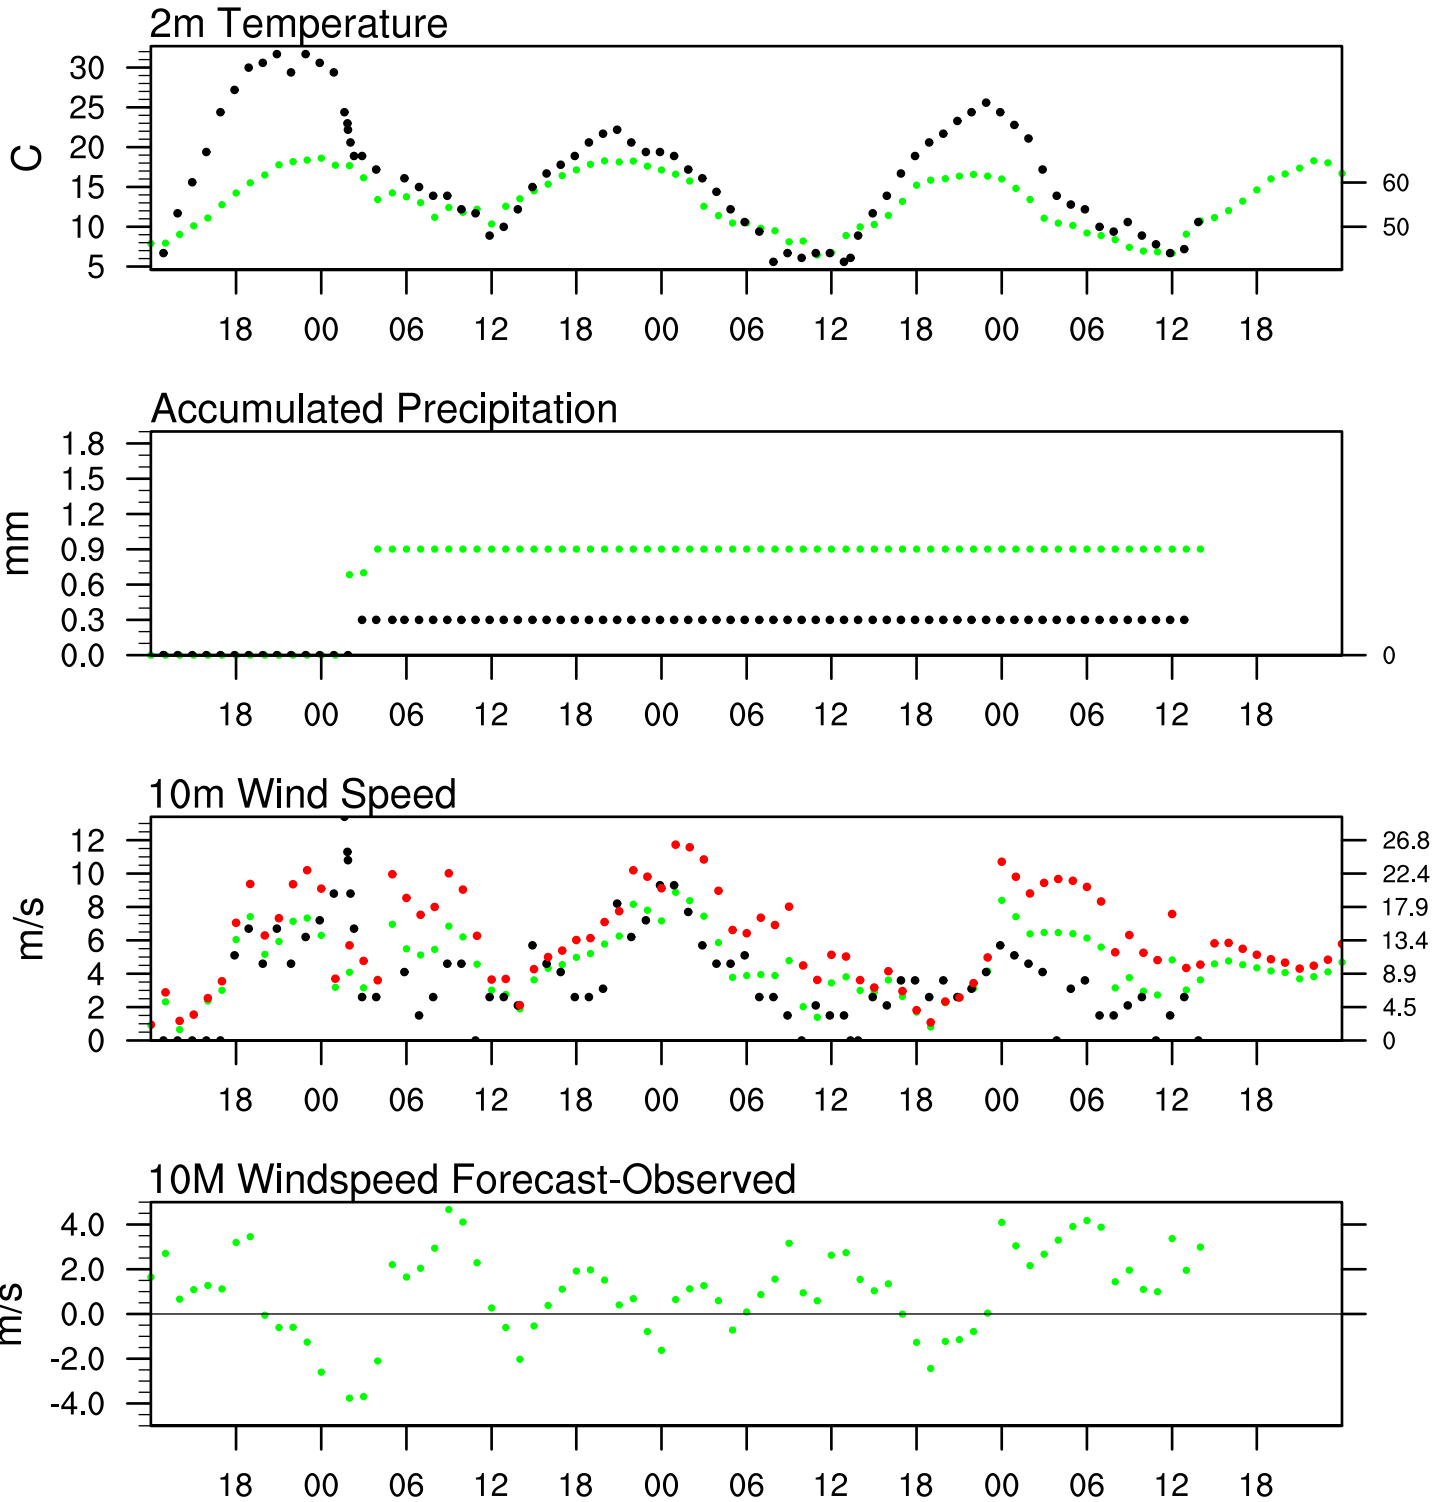 2m Temperature
30
25
20
15
10
5
C
60
50
18 00 06 12 18 00 06 12 18 00 06 12 18
Accumulated Precipitation
1.8
1.5
1.2
0.9
0.6
0.3
0.0
mm
0
18 00 06 12 18 00 06 12 18 00 06 12 18
10m Wind Speed
12
10
8
6
4
2
0
m/s
26.8
22.4
17.9
13.4
8.9
4.5
0
18 00 06 12 18 00 06 12 18 00 06 12 18
10M Windspeed Forecast-Observed
4.0
2.0
0.0
-2.0
-4.0
m/s
18 00 06 12 18 00 06 12 18 00 06 12 18